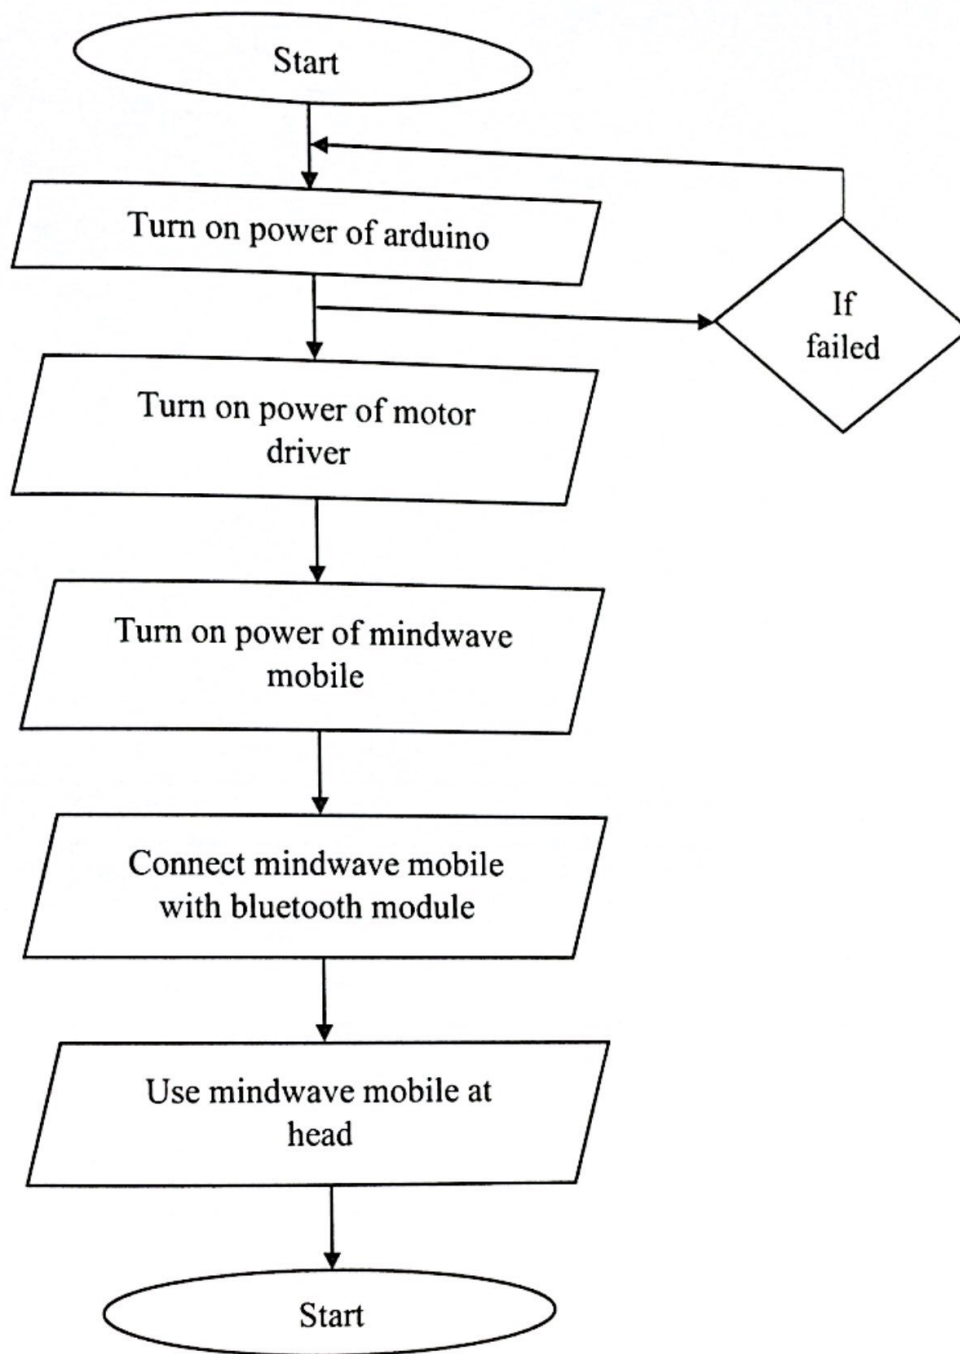 Start
Turn on power of arduino
If
failed
Turn on power of motor
driver
Turn on power of mindwave
mobile
Connect mindwave mobile
with bluetooth module
Use mindwave mobile at
head
Start